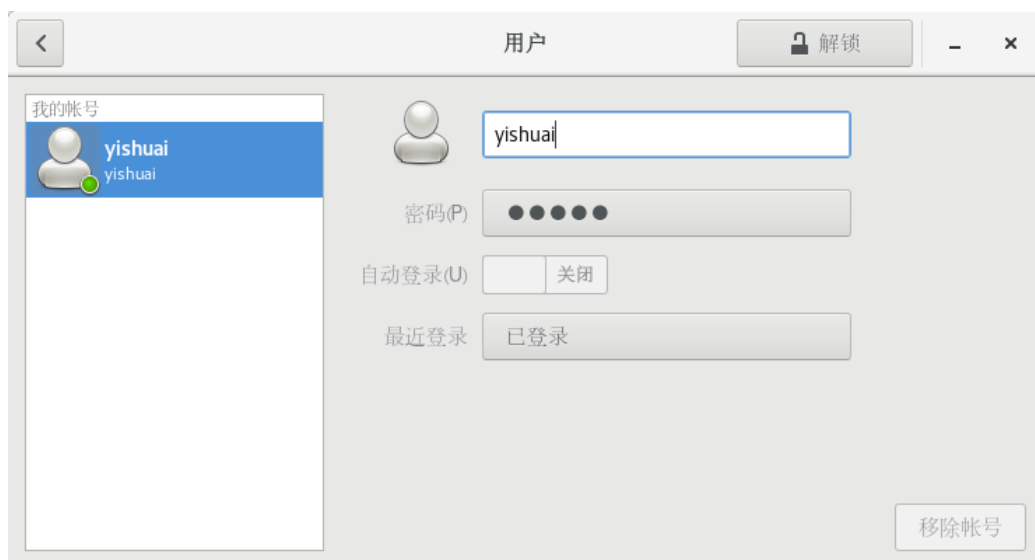 用户
解锁
我的帐号
yishuai
yishuai
yishuai
密码(P)
●●●●●
自动登录(U)
关闭
最近登录
已登录
移除帐号